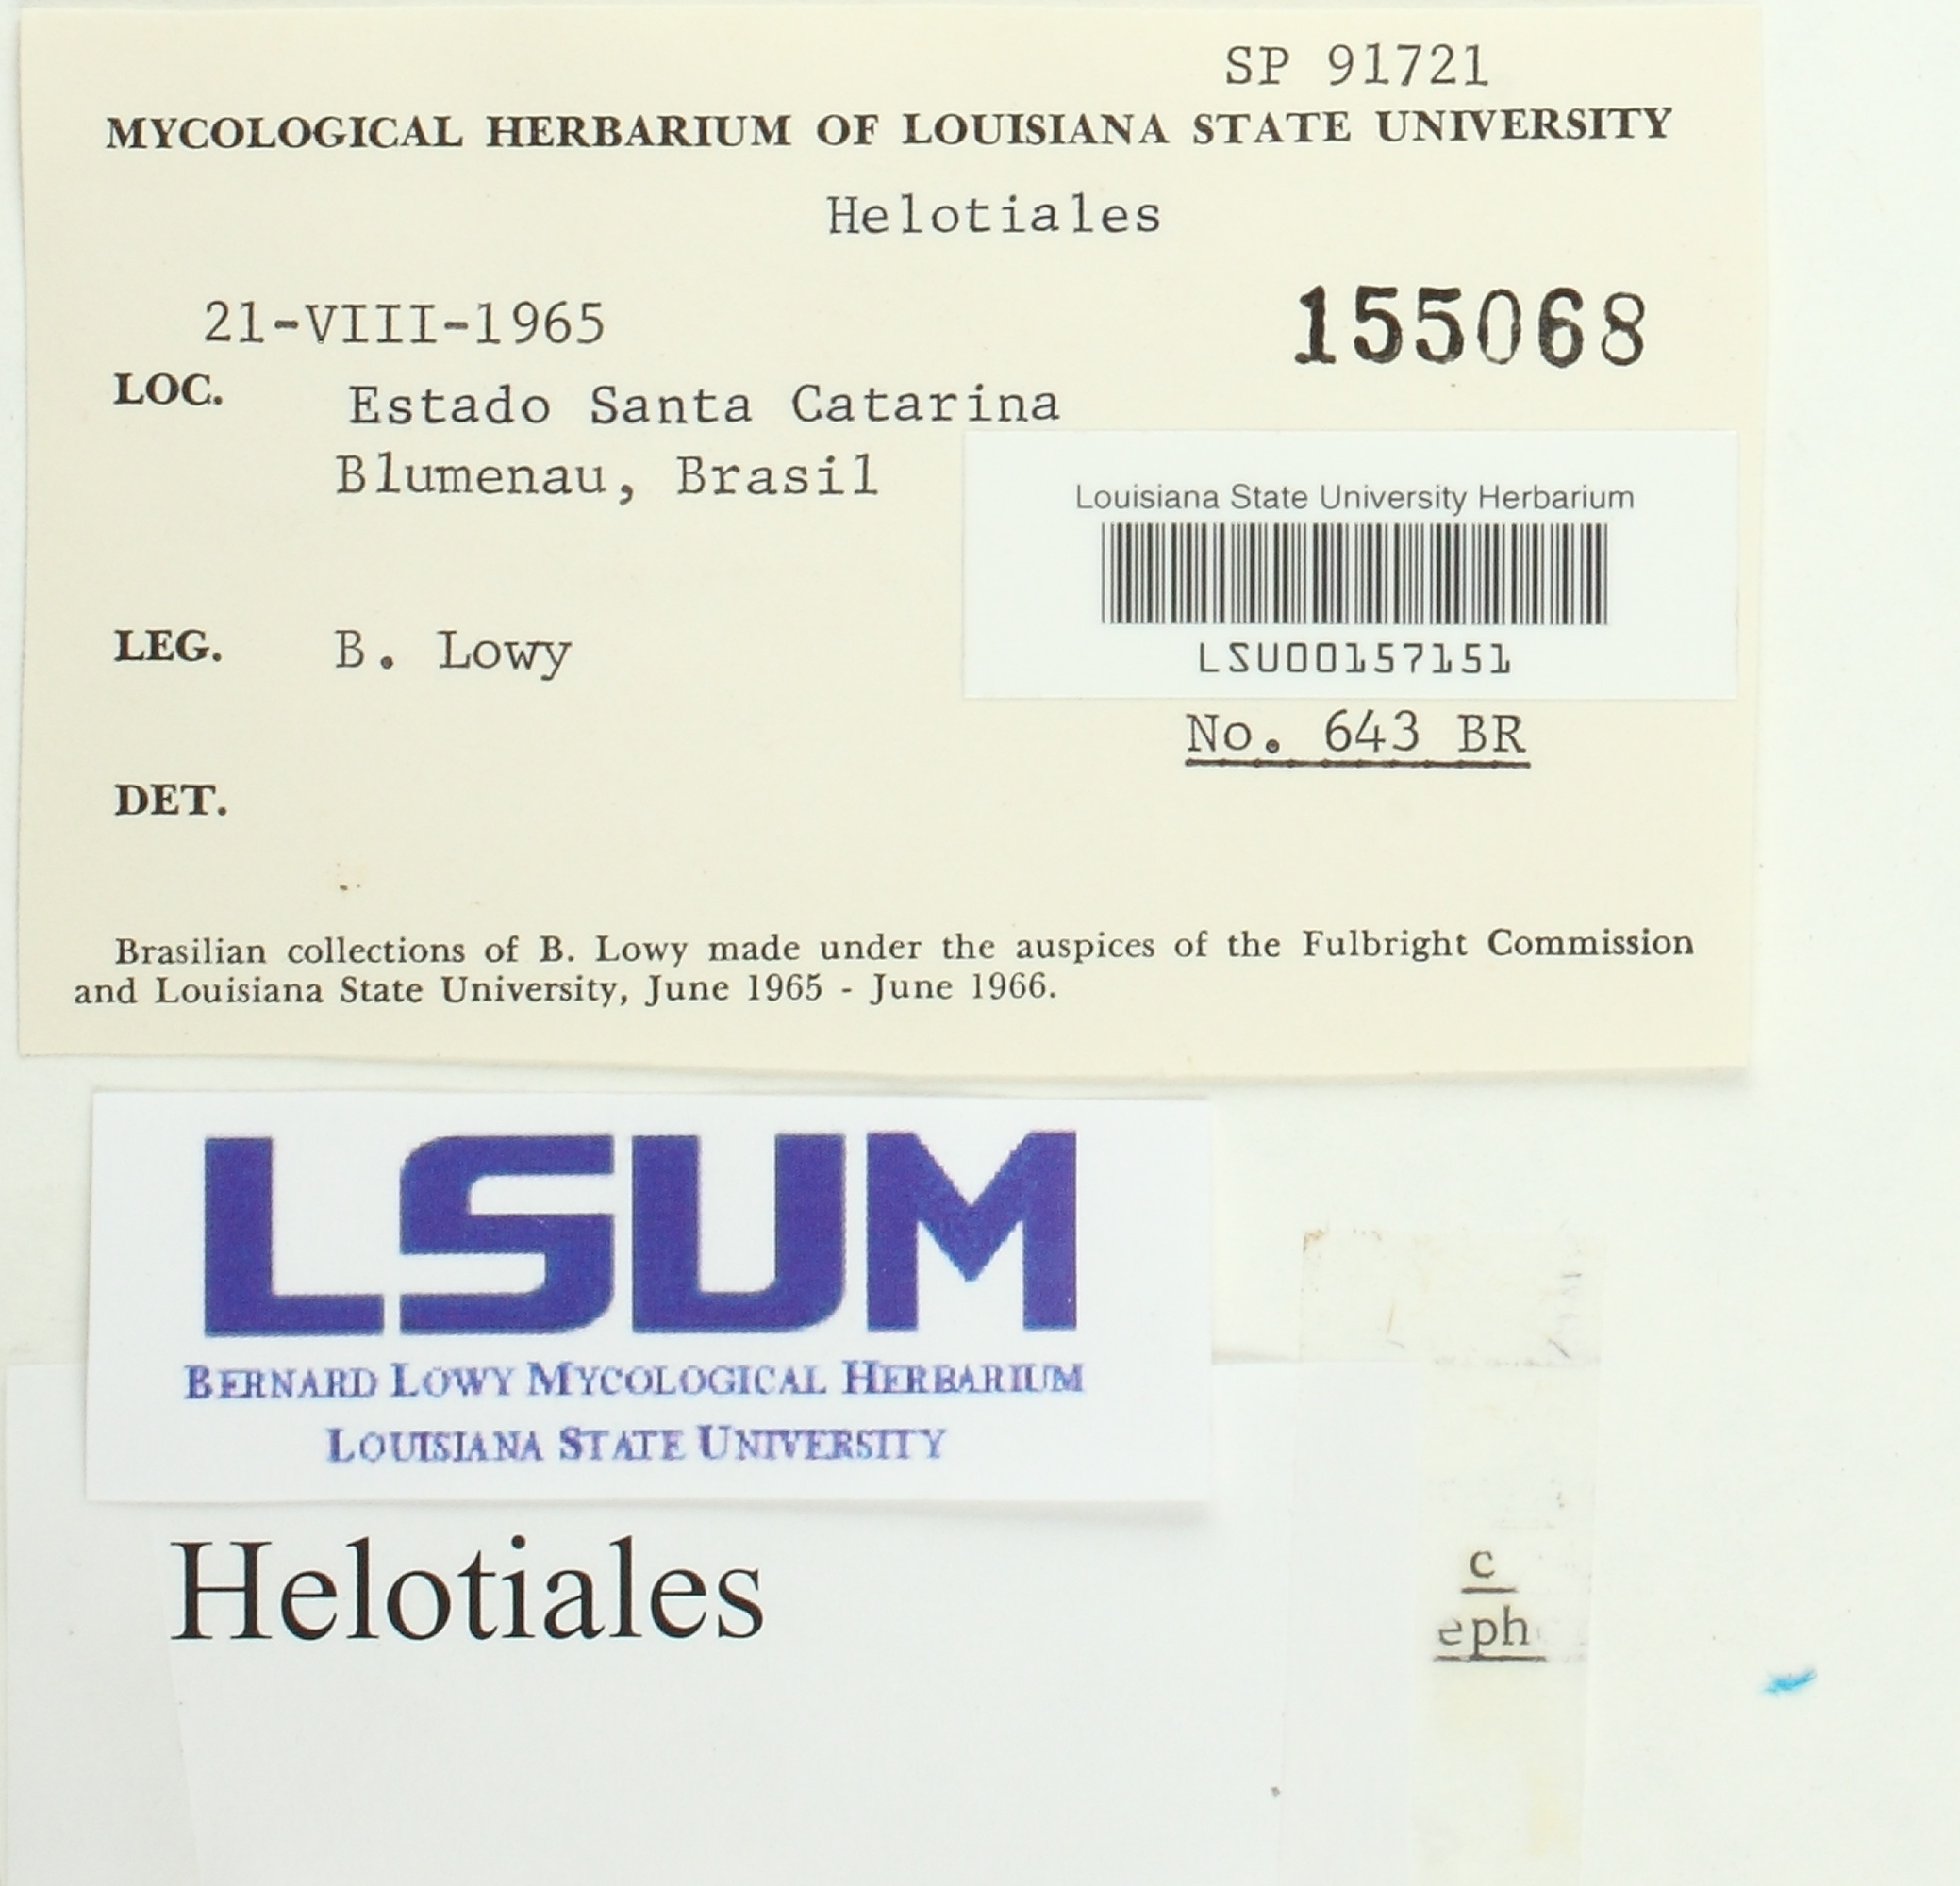 SP 91721
MYCOLOGICAL HERBARIUM OF LOUISIANA STATE UNIVERSITY
Helotiales
21-VIII-1965
155068
LOC. Estado Santa Catarina
Blumenau, Brasil
Louisiana State University Herbarium
LSU00157151
LEG. B. Lowy
No. 643 BR
DET.
Brasilian collections of B. Lowy made under the auspices of the Fulbright Commission
and Louisiana State University, June 1965 - June 1966.
LSUM
BERNARD LOWY MYCOLOGICAL HERBARIUM
LOUISIANA STATE UNIVERSITY
Helotiales
c
eph